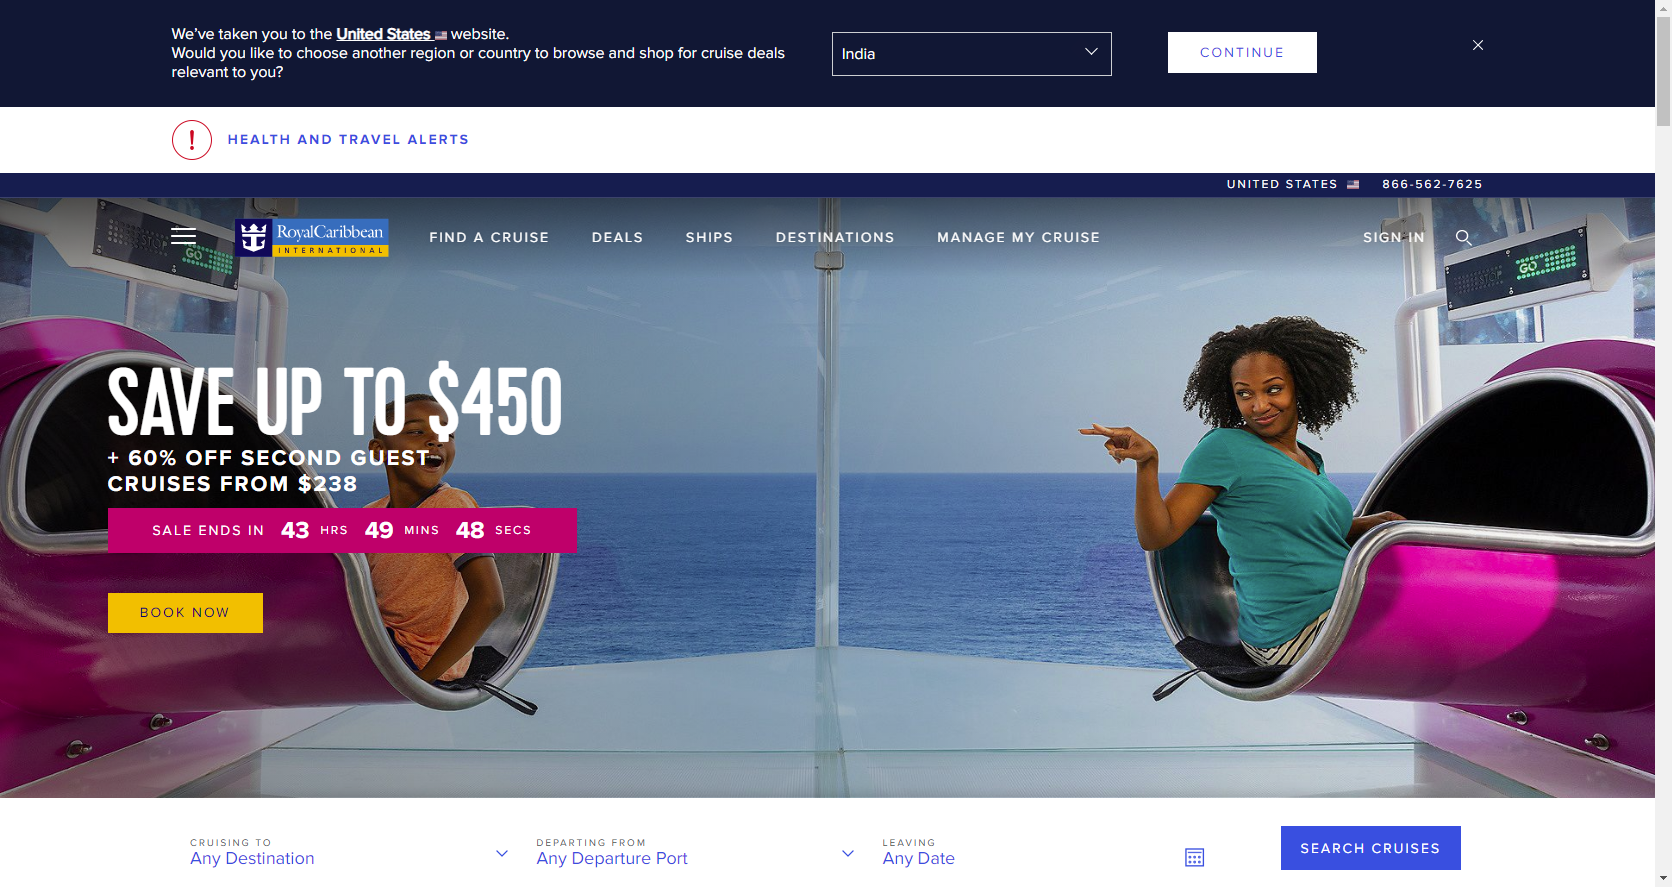 We've taken you to the United States website.
Would you like to choose another region or country to browse and shop for cruise deals
relevant to you?
India
CONTINUE
!
HEALTH AND TRAVEL ALERTS
UNITED STATES
866-562-7625
STOP
GO
RoyalCaribbean
INTERNATIONAL
FIND A CRUISE
DEALS
SHIPS
DESTINATIONS
MANAGE MY CRUISE
SIGN IN
STOP
GO
SAVE UP TO $450
+ 60% OFF SECOND GUEST
CRUISES FROM $238
SALE ENDS IN 43 HRS 49 MINS 48 SECS
BOOK NOW
CRUISING TO
Any Destination
DEPARTING FROM
Any Departure Port
LEAVING
Any Date
SEARCH CRUISES